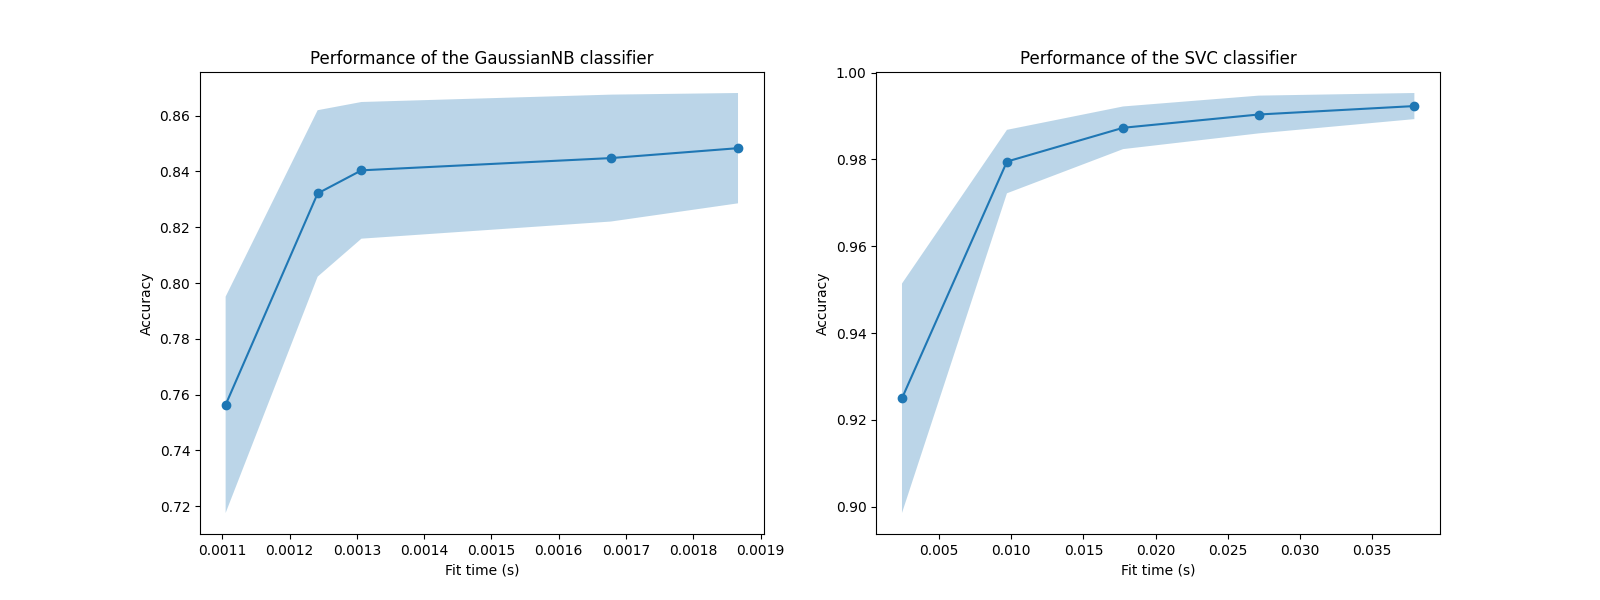 Performance of the GaussianNB classifier
Accuracy
0.86
0.84
0.82
0.80
0.78
0.76
0.74
0.72
0.0011 0.0012 0.0013 0.0014 0.0015 0.0016 0.0017 0.0018 0.0019
Fit time (s)
Performance of the SVC classifier
Accuracy
1.00
0.98
0.96
0.94
0.92
0.90
0.005 0.010 0.015 0.020 0.025 0.030 0.035
Fit time (s)